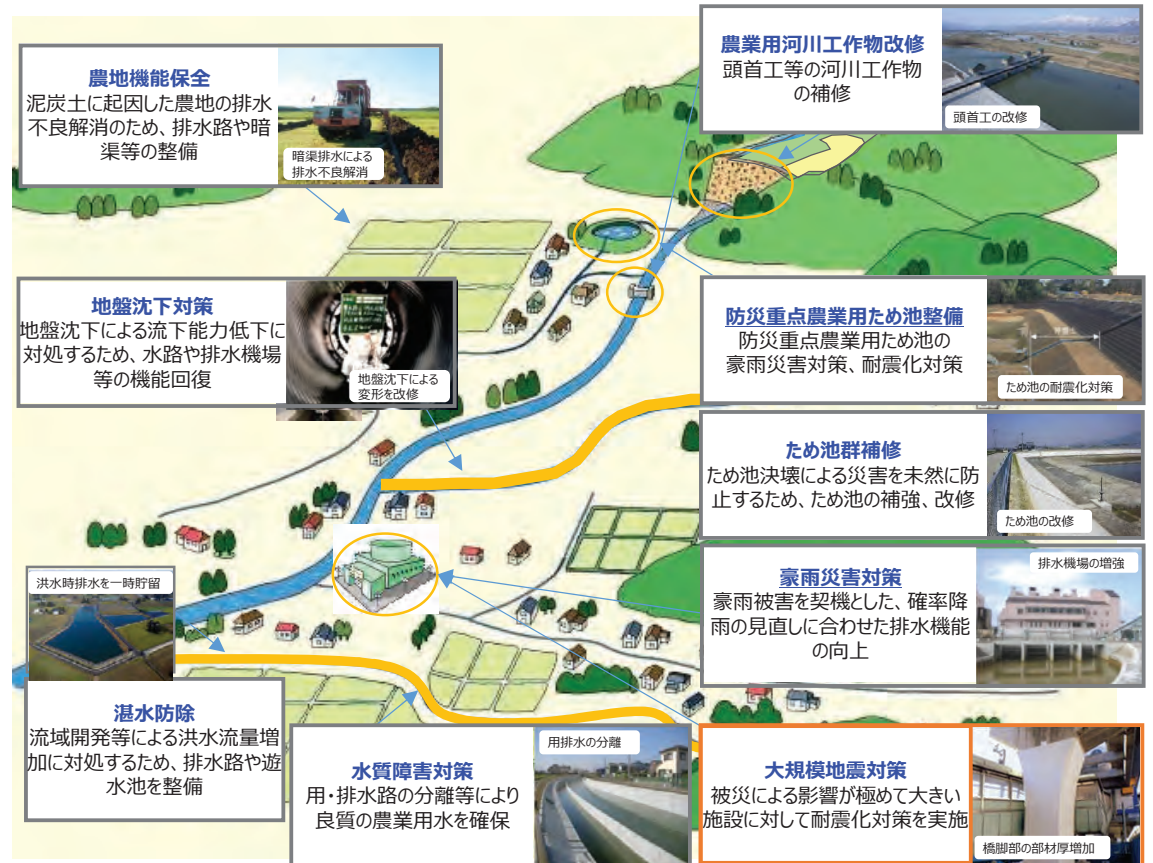 農地機能保全
泥炭土に起因した農地の排水
不良解消のため、排水路や暗
渠等の整備
暗渠排水による
排水不良解消
農業用河川工作物改修
頭首工等の河川工作物
の補修
頭首工の改修
地盤沈下対策
地盤沈下による流下能力低下に
対処するため、水路や排水機場
等の機能回復
地盤沈下による
変形を改修
防災重点農業用ため池整備
防災重点農業用ため池の
豪雨災害対策、耐震化対策
ため池の耐震化対策
ため池群補修
ため池決壊による災害を未然に防
止するため、ため池の補強、改修
ため池の改修
豪雨災害対策
豪雨被害を契機とした、確率降
雨の見直しに合わせた排水機能
の向上
排水機場の増強
洪水時排水を一時貯留
湛水防除
流域開発等による洪水流量増
加に対処するため、排水路や遊
水池を整備
水質障害対策
用・排水路の分離等により
良質の農業用水を確保
用排水の分離
大規模地震対策
被災による影響が極めて大きい
施設に対して耐震化対策を実施
橋脚部の部材厚増加